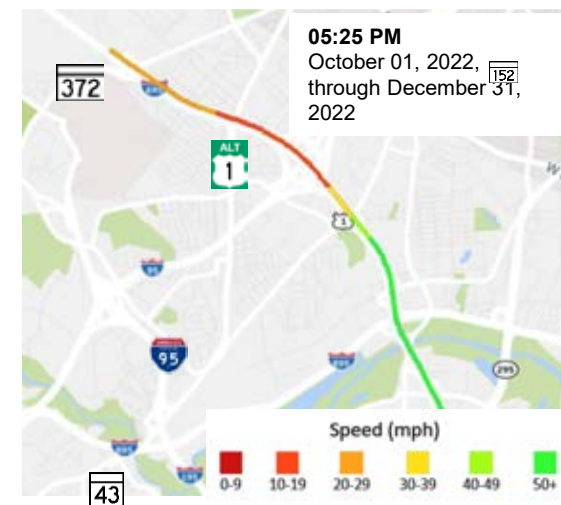 05:25 PM
October 01, 2022,
152
through December 31,
2022
372
ALT
1
1
95
95
295
43
Speed (mph)
0-9 10-19 20-29 30-39 40-49 50+